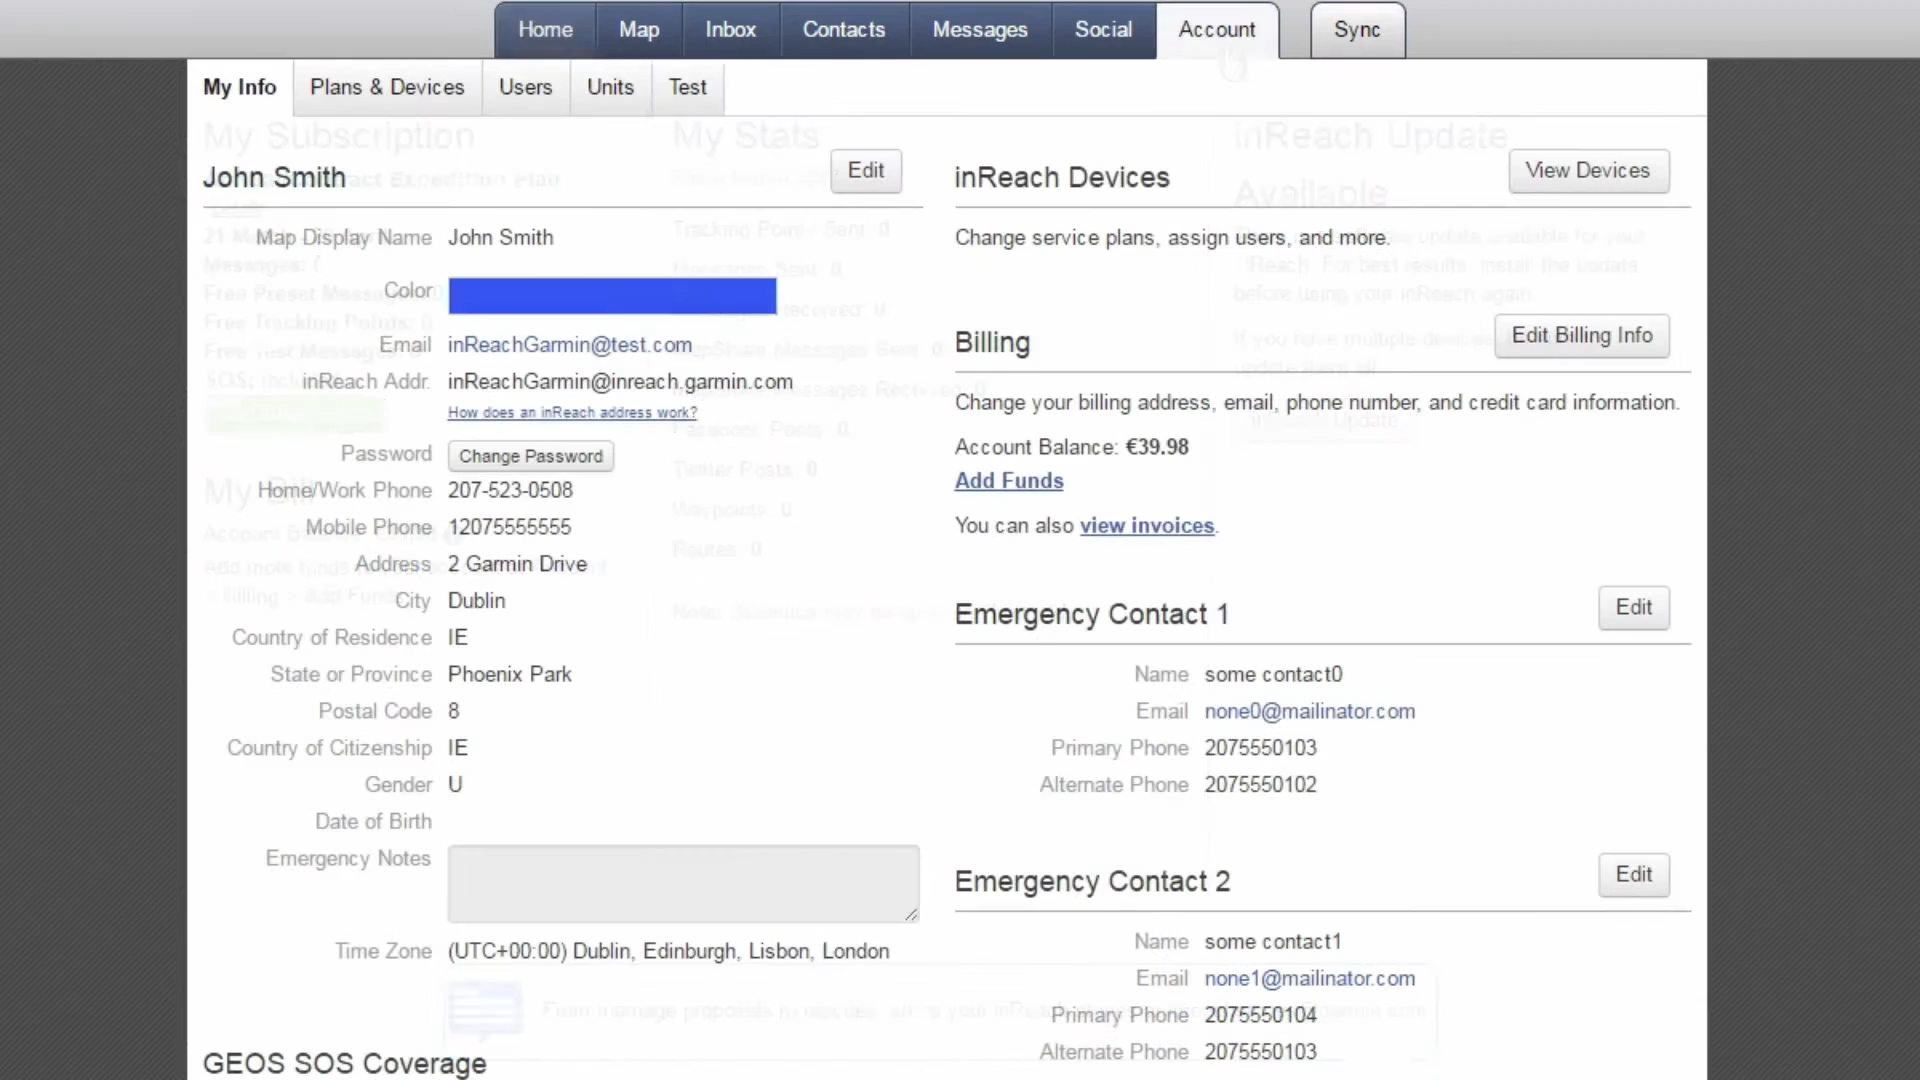 Home Map Inbox Contacts Messages Social Account Sync
My Info Plans & Devices Users Units Test
My Subscription
My Stats
inReach Update
Available
John Smith
Edit
Map Display Name John Smith
Color
Email inReachGarmin@test.com
inReach Addr. inReachGarmin@inreach.garmin.com
How does an inReach address work?
Password Change Password
Home/Work Phone 207-523-0508
Mobile Phone 12075555555
Address 2 Garmin Drive
City Dublin
Country of Residence IE
State or Province Phoenix Park
Postal Code 8
Country of Citizenship IE
Gender U
Date of Birth
Emergency Notes
Time Zone (UTC+00:00) Dublin, Edinburgh, Lisbon, London
GEOS SOS Coverage
inReach Devices
View Devices
Change service plans, assign users, and more.
Billing
Edit Billing Info
Change your billing address, email, phone number, and credit card information.
Account Balance: €39.98
Add Funds
You can also view invoices.
Emergency Contact 1
Edit
Name some contact0
Email none0@mailinator.com
Primary Phone 2075550103
Alternate Phone 2075550102
Emergency Contact 2
Edit
Name some contact1
Email none1@mailinator.com
Primary Phone 2075550104
Alternate Phone 2075550103